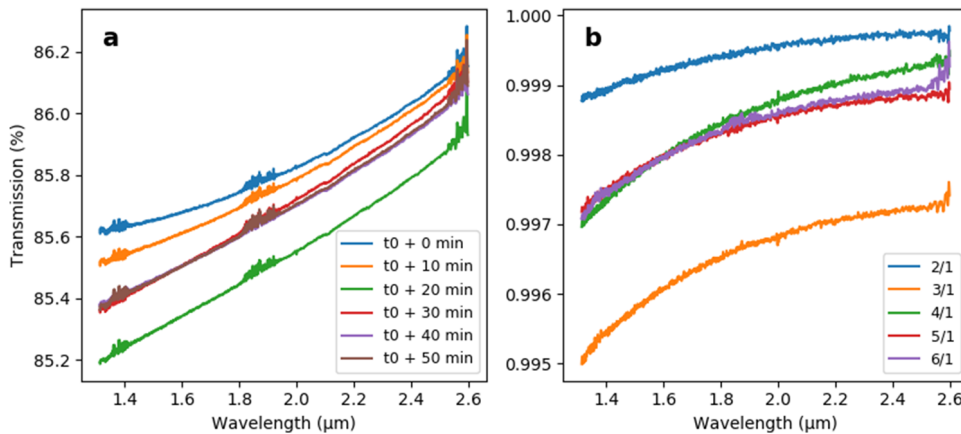 a
86.2
86.0
85.8
85.6
85.4
85.2
Transmission (%)
1.4 1.6 1.8 2.0 2.2 2.4 2.6
Wavelength (µm)
t0 + 0 min
t0 + 10 min
t0 + 20 min
t0 + 30 min
t0 + 40 min
t0 + 50 min
b
1.000
0.999
0.998
0.997
0.996
0.995
1.4 1.6 1.8 2.0 2.2 2.4 2.6
Wavelength (µm)
2/1
3/1
4/1
5/1
6/1